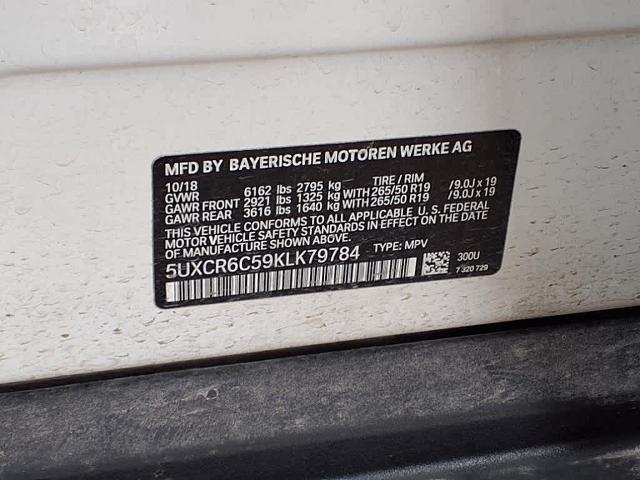 MFD BY BAYERISCHE MOTOREN WERKE AG
10/18 TIRE / RIM
GVWR 6162 lbs 2795 kg
GAWR FRONT 2921 lbs 1325 kg WITH 265/50 R19 /9.0J x 19
GAWR REAR 3616 lbs 1640 kg WITH 265/50 R19 /9.0J x 19
THIS VEHICLE CONFORMS TO ALL APPLICABLE U.S. FEDERAL
MOTOR VEHICLE SAFETY STANDARDS IN EFFECT ON THE DATE
OF MANUFACTURE SHOWN ABOVE.
5UXCR6C59KLK79784 TYPE: MPV
300U
7 320 729